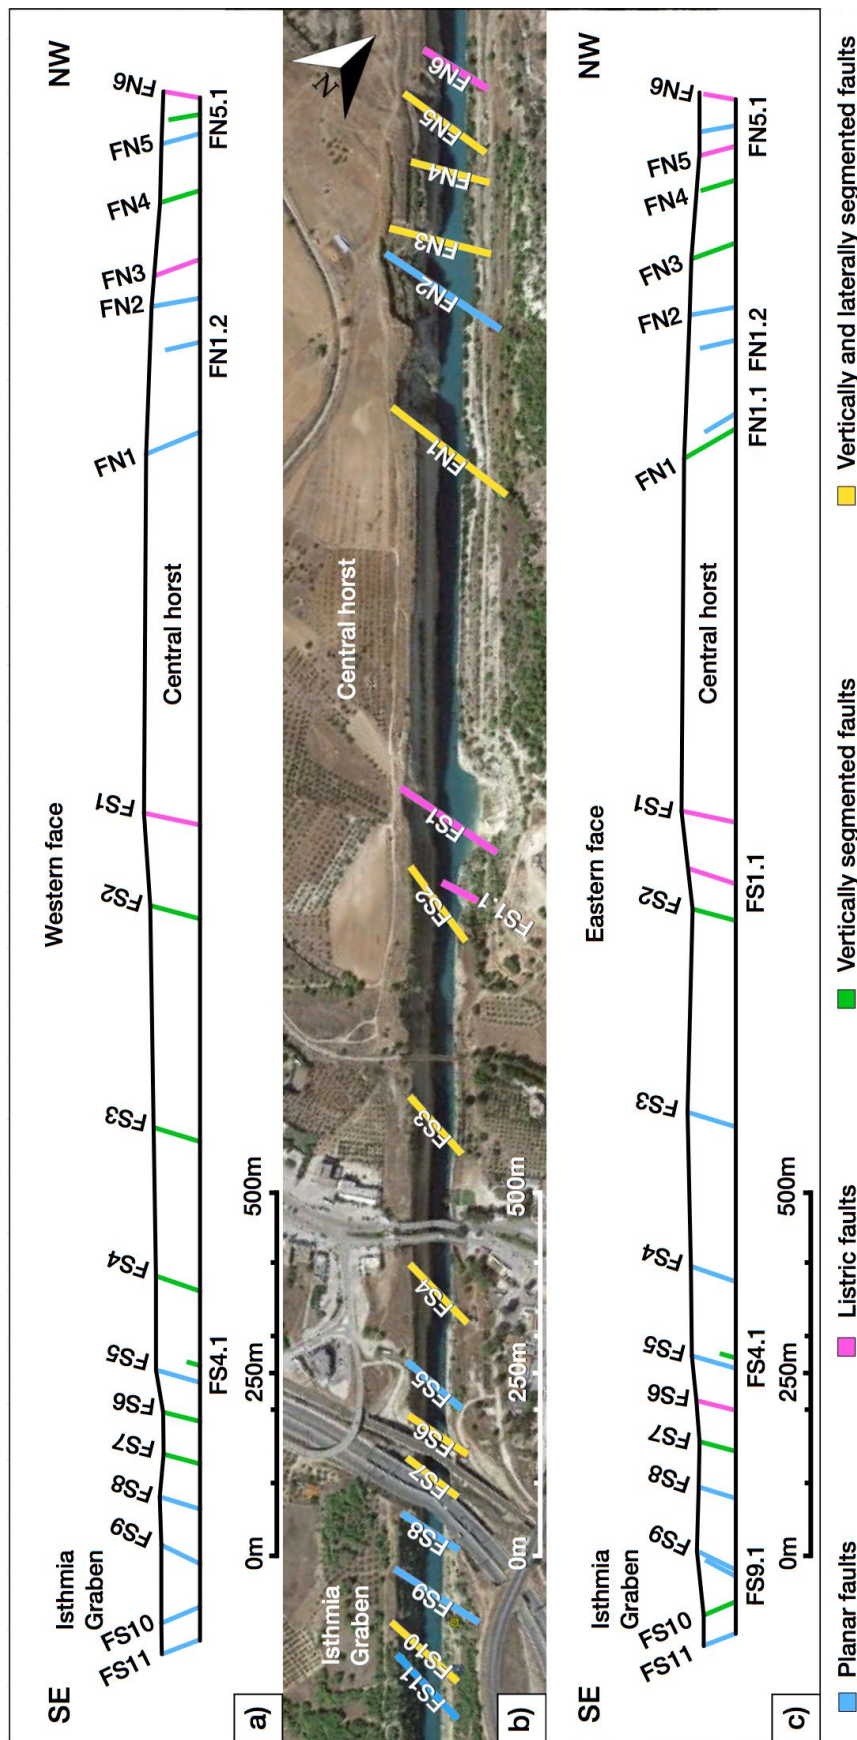 SE
Western face
NW
Isthmia
Graben
Central horst
FS11
FS10
FS9
FS8
FS7
FS6
FS5
FS4
FS3
FS2
FS1
FN1
FN2
FN3
FN4
FN5
FN6
FS4.1
FN1.2
FN5.1
0m
250m
500m
a)
N
Isthmia
Graben
Central horst
FS11
FS10
FS9
FS8
FS7
FS6
FS5
FS4
FS3
FS2
FS1.1
FS1
FN1
FN2
FN3
FN4
FN5
FN6
0m
250m
500m
b)
SE
Eastern face
NW
Isthmia
Graben
Central horst
FS11
FS10
FS9
FS8
FS7
FS6
FS5
FS4
FS3
FS2
FS1
FN1
FN2
FN3
FN4
FN5
FN6
FS9.1
FS4.1
FS1.1
FN1.1
FN1.2
FN5.1
0m
250m
500m
c)
Planar faults
Listric faults
Vertically segmented faults
Vertically and laterally segmented faults